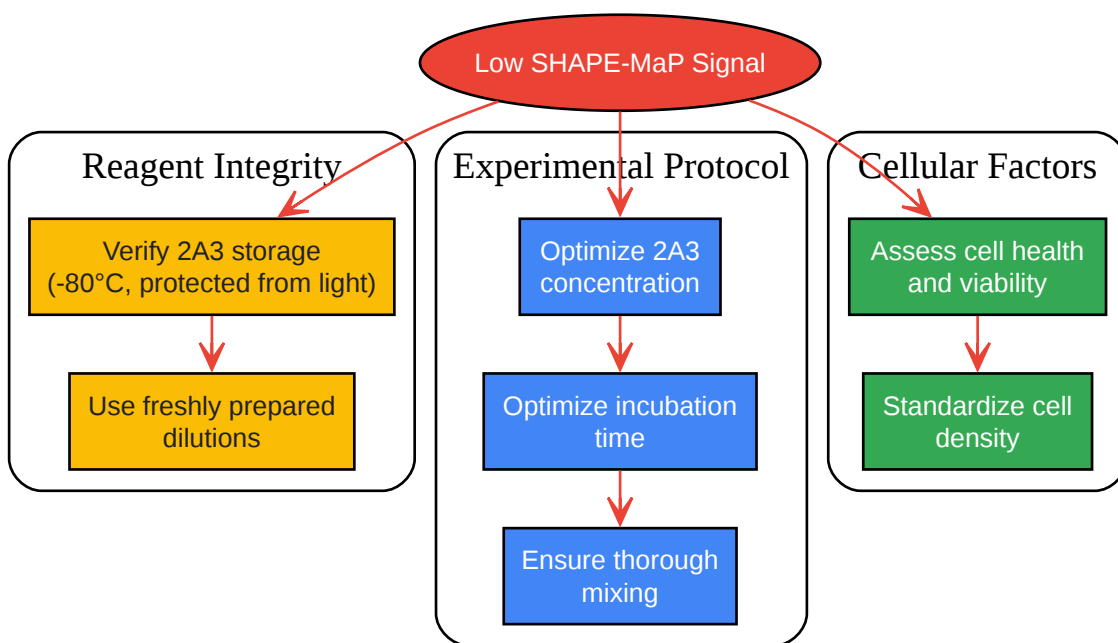 Low SHAPE-MaP Signal
Reagent Integrity
Verify 2A3 storage
(-80°C, protected from light)
Use freshly prepared
dilutions
Experimental Protocol
Optimize 2A3
concentration
Optimize incubation
time
Ensure thorough
mixing
Cellular Factors
Assess cell health
and viability
Standardize cell
density